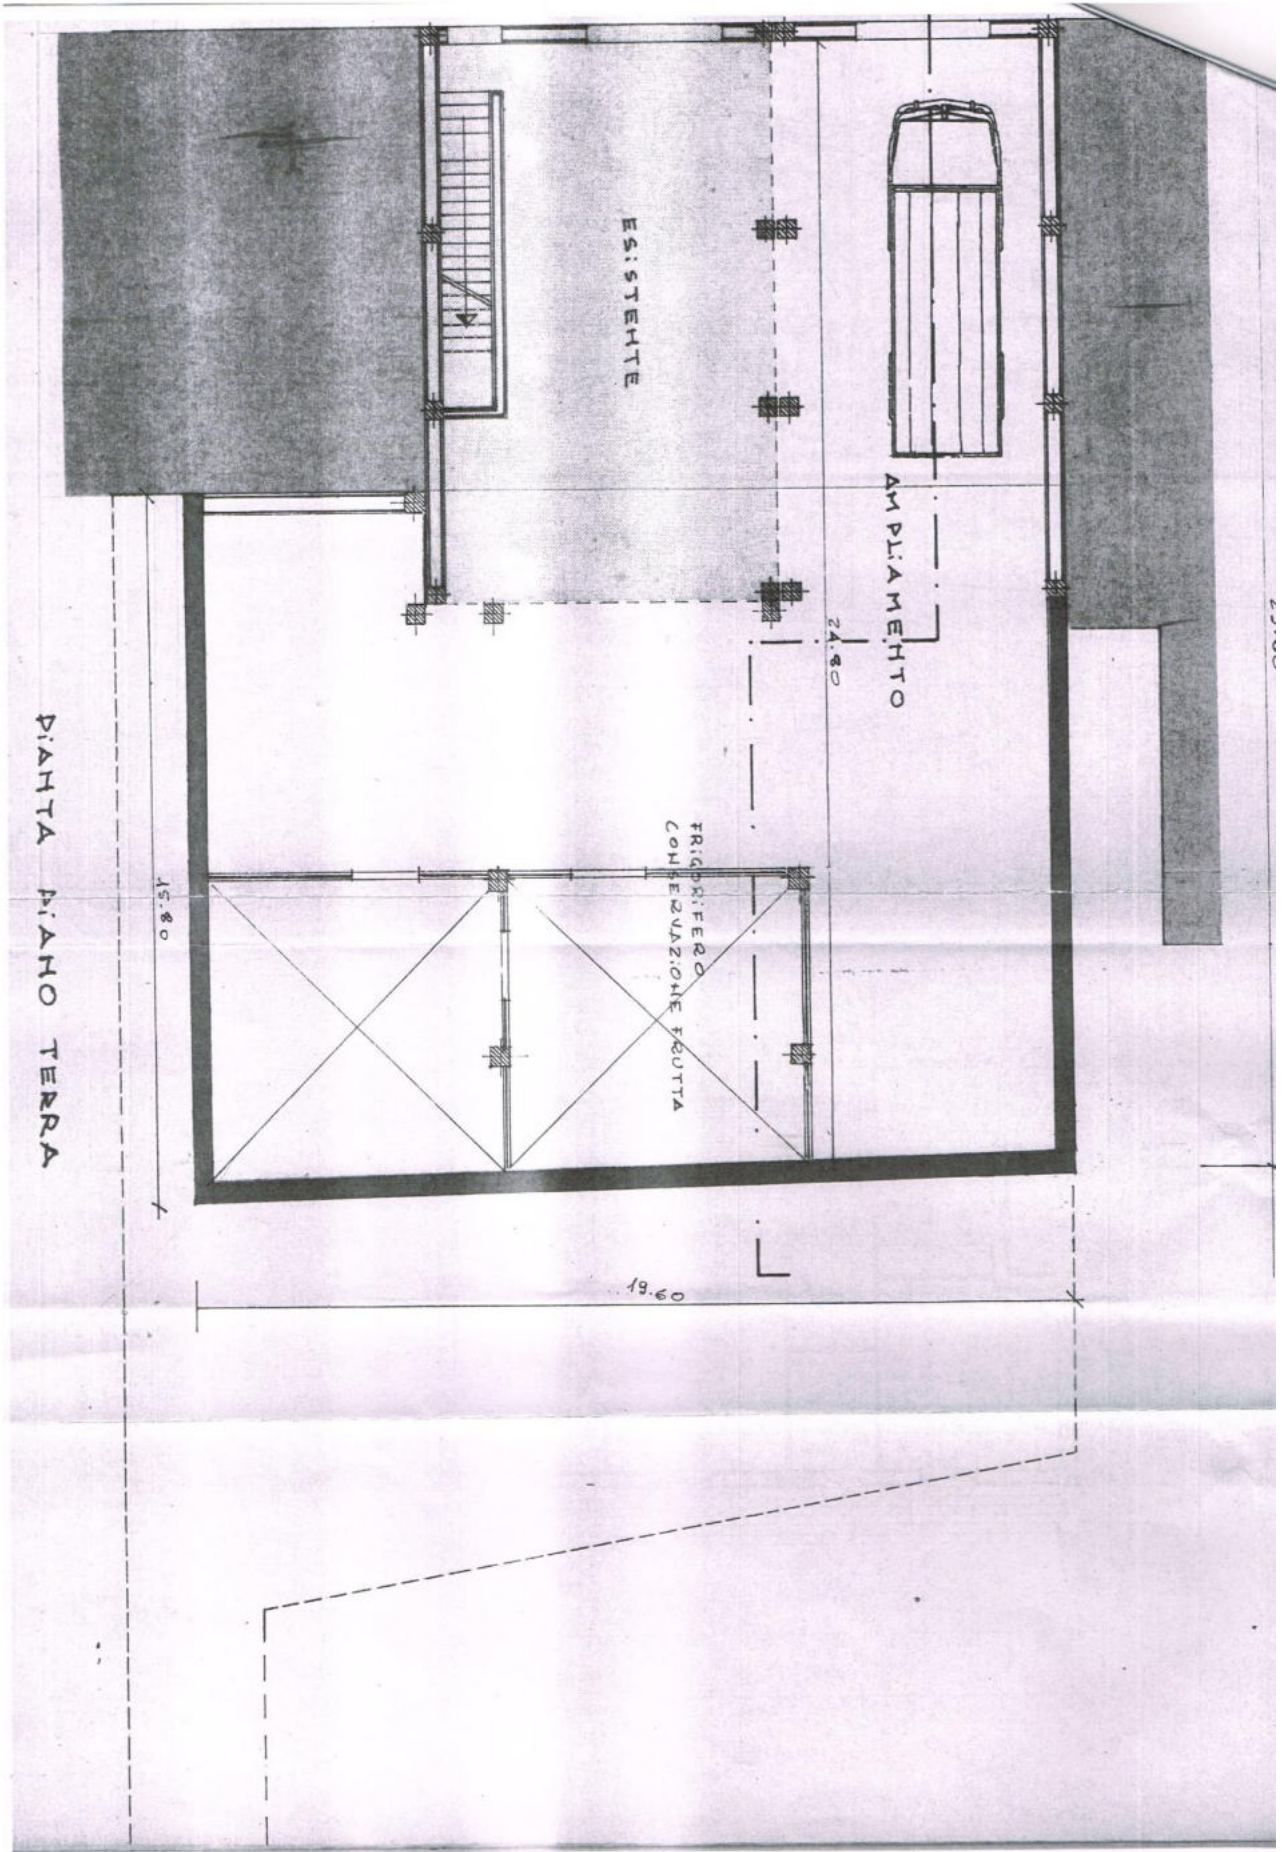 ESISTENTE
AMPLIAMENTO
24.80
FRIGORIFERO
CONSERVAZIONE FRUTTA
15.80
19.60
PIANTA PIANO TERRA